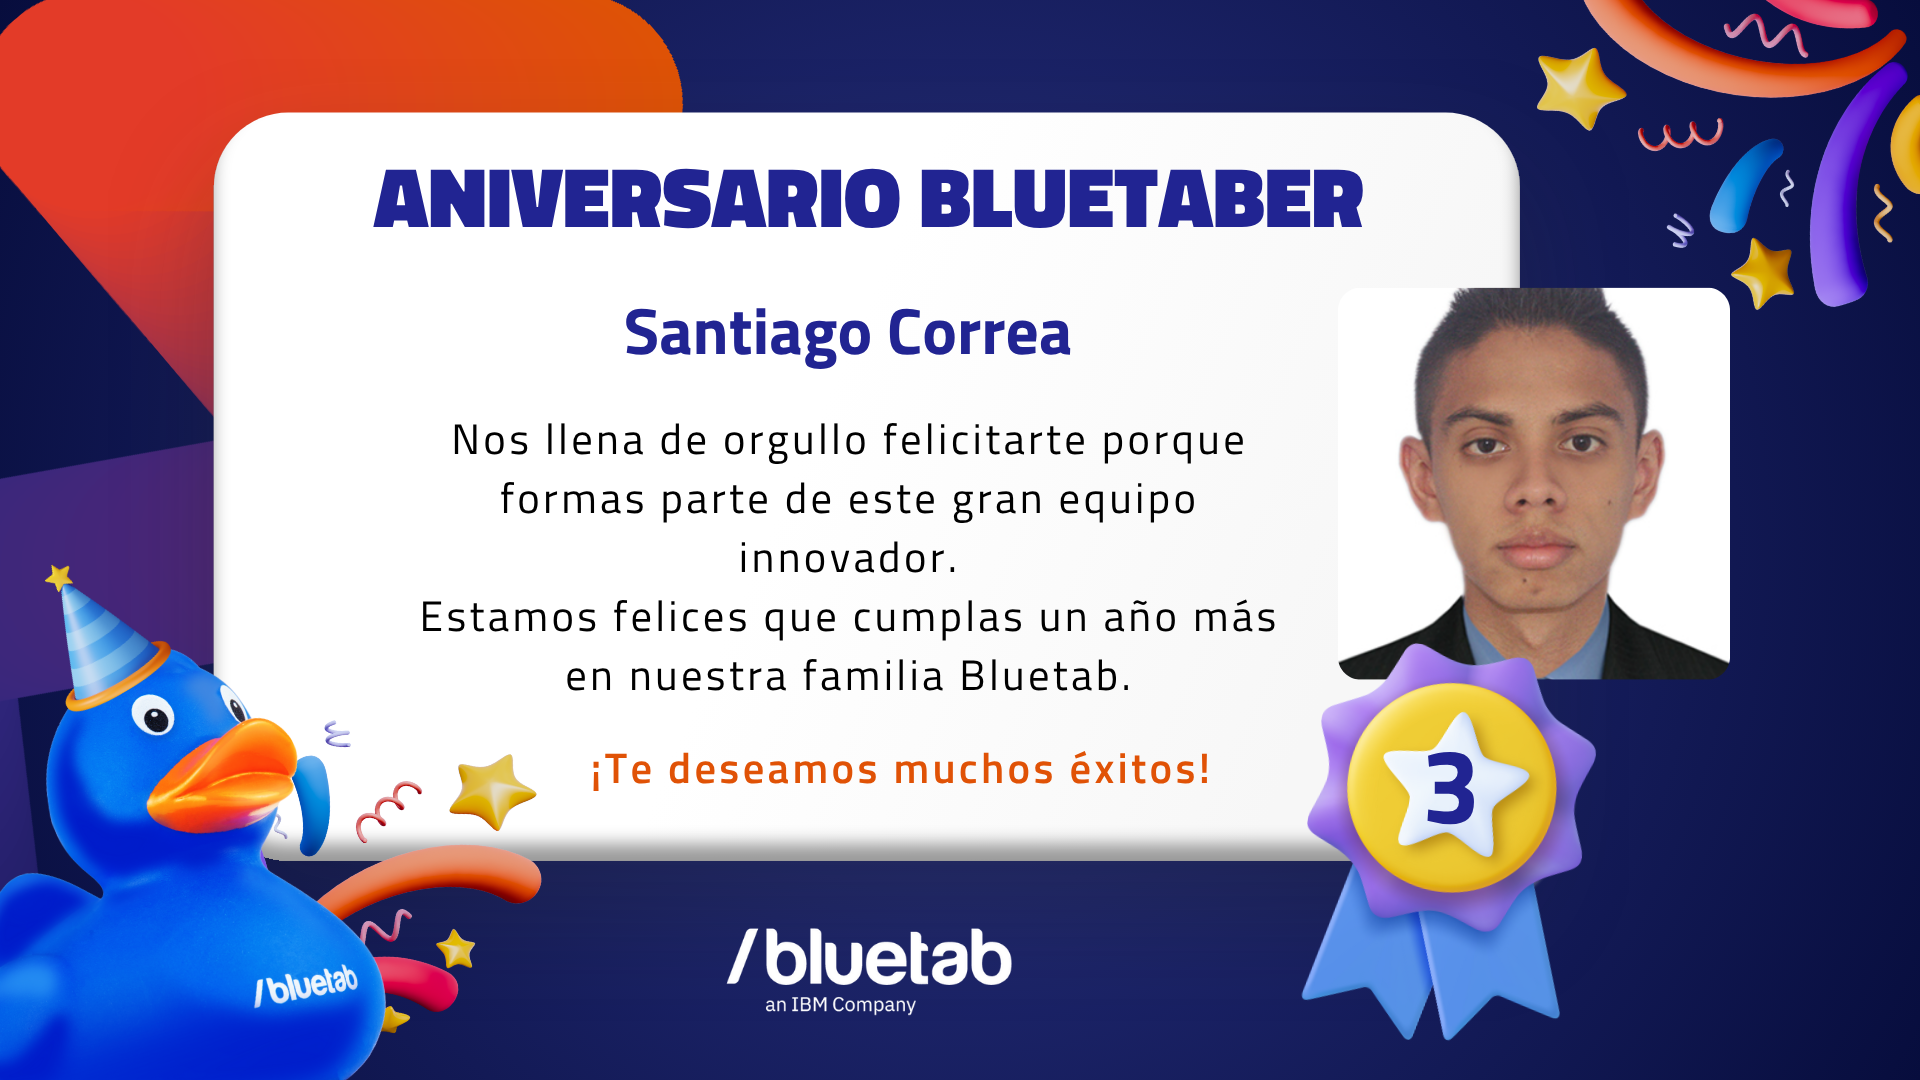 ANIVERSARIO BLUETABER
Santiago Correa
Nos llena de orgullo felicitarte porque
formas parte de este gran equipo
innovador.
Estamos felices que cumplas un año más
en nuestra familia Bluetab.
¡Te deseamos muchos éxitos!
3
/bluetab
/bluetab
an IBM Company